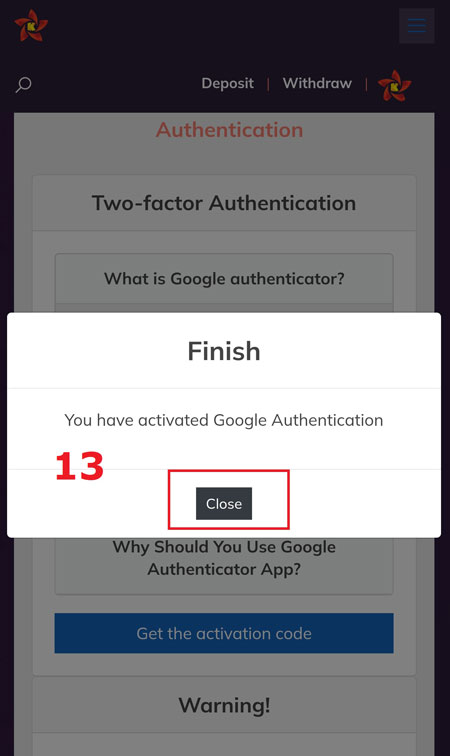 K
Deposit | Withdraw | K
Authentication
Two-factor Authentication
What is Google authenticator?
Finish
You have activated Google Authentication
13
Close
Why Should You Use Google
Authenticator App?
Get the activation code
Warning!